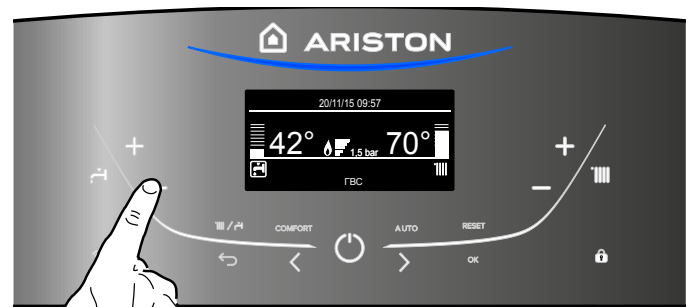 ARISTON
20/11/15 09:57
42° 1,5 bar 70°
ГВС
COMFORT AUTO RESET
OK